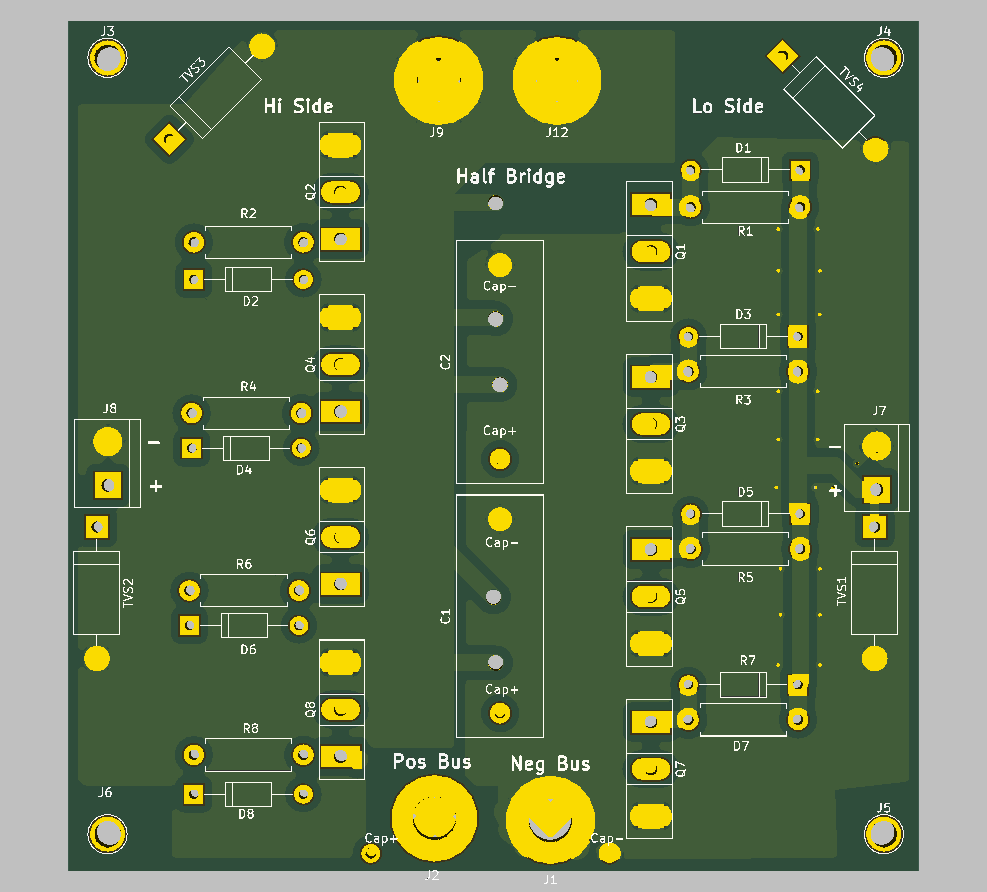 J3
J4
TVS3
TVS4
Hi Side
Lo Side
J9
J12
D1
Half Bridge
Q2
R2
R1
Q1
D2
Cap-
D3
C2
Q4
R4
R3
J8
J7
Q3
Cap+
-
-
D4
+
+
D5
Q6
Cap-
R6
R5
TVS2
TVS1
Q5
C1
D6
R7
Cap+
Q8
R8
D7
Pos Bus
Neg Bus
Q7
J6
J5
D8
Cap+
Cap-
J2
J1